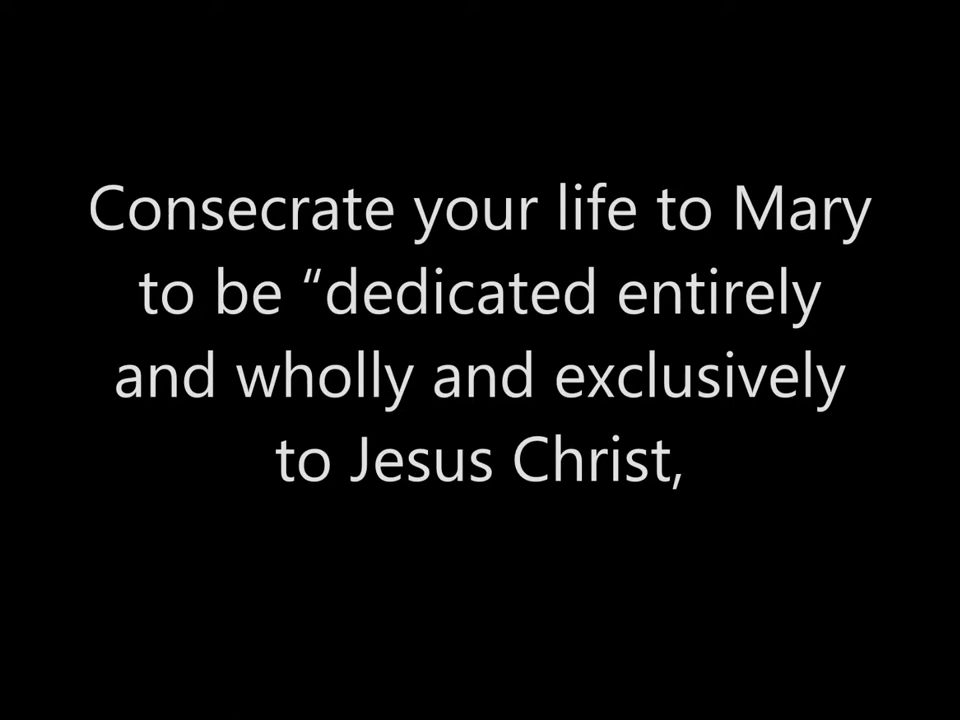 Consecrate your life to Mary
to be “dedicated entirely
and wholly and exclusively
to Jesus Christ,